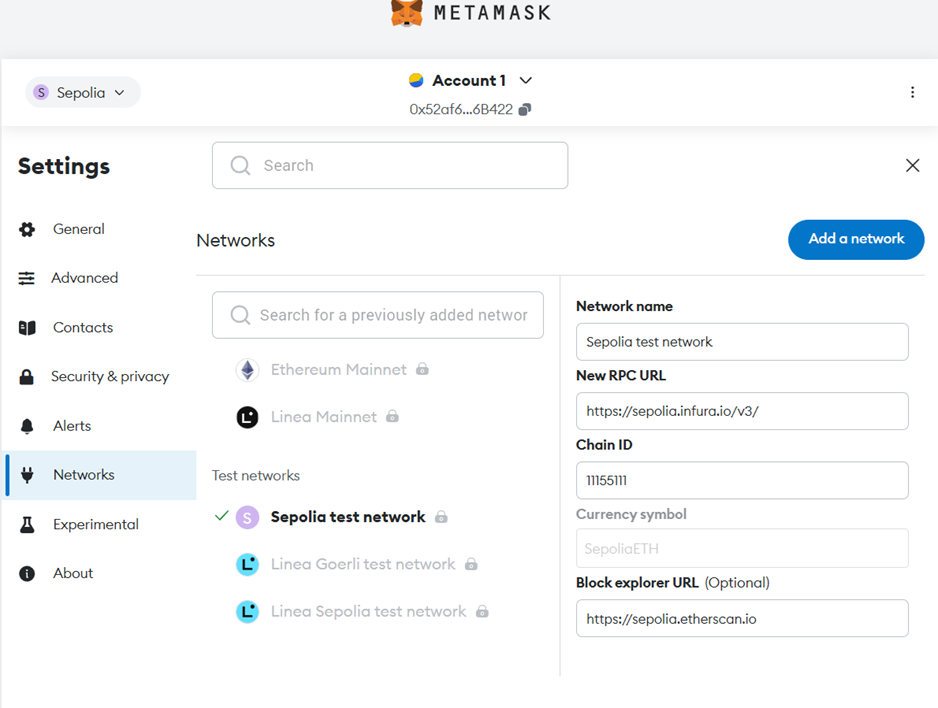 METAMASK
S Sepolia
Account 1
0x52af6...6B422
Settings
Search
General
Advanced
Contacts
Security & privacy
Alerts
Networks
Experimental
About
Networks
Add a network
Search for a previously added networ
Ethereum Mainnet
L Linea Mainnet
Test networks
S Sepolia test network
L Linea Goerli test network
L Linea Sepolia test network
Network name
Sepolia test network
New RPC URL
https://sepolia.infura.io/v3/
Chain ID
11155111
Currency symbol
SepoliaETH
Block explorer URL (Optional)
https://sepolia.etherscan.io